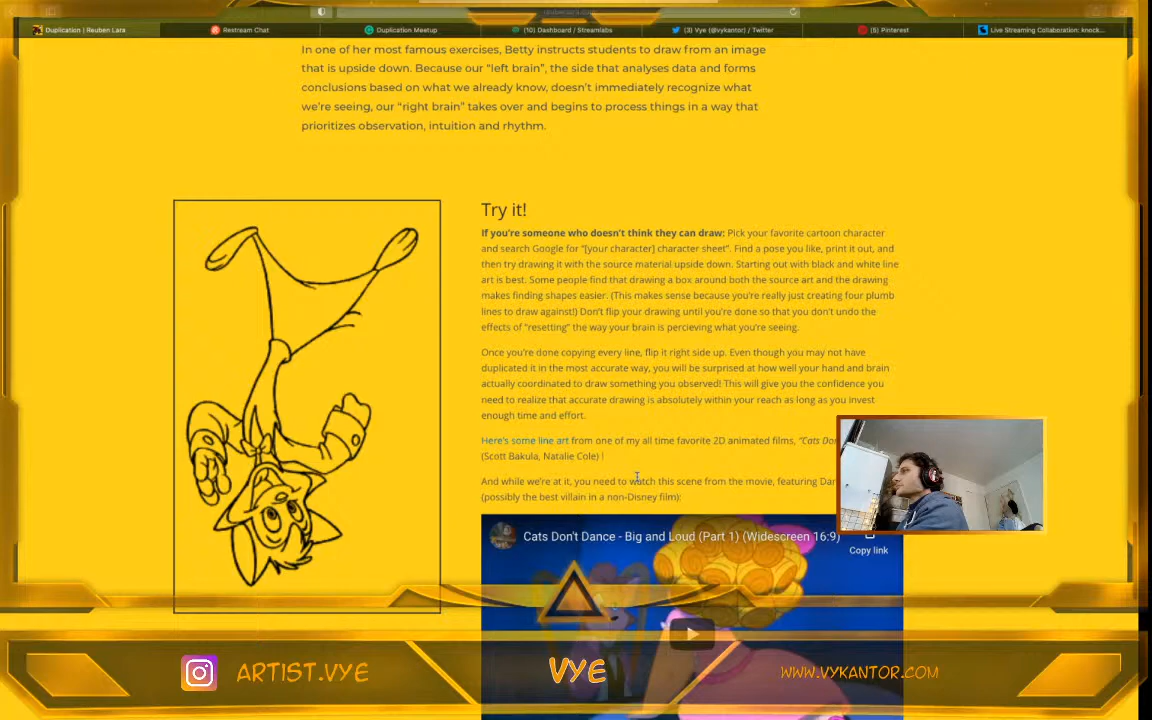 Duplication | Reuben Lara
Restream Chat
Duplication Meetup
(10) Dashboard / Streamlabs
(3) Vye (@vykantor) / Twitter
(5) Pinterest
Live Streaming Collaboration: knock...
In one of her most famous exercises, Betty instructs students to draw from an image
that is upside down. Because our “left brain”, the side that analyses data and forms
conclusions based on what we already know, doesn’t immediately recognize what
we’re seeing, our “right brain” takes over and begins to process things in a way that
prioritizes observation, intuition and rhythm.
Try it!
If you’re someone who doesn’t think they can draw: Pick your favorite cartoon character
and search Google for “[your character] character sheet”. Find a pose you like, print it out, and
then try drawing it with the source material upside down. Starting out with black and white line
art is best. Some people find that drawing a box around both the source art and the drawing
makes finding shapes easier. (This makes sense because you’re really just creating four plumb
lines to draw against!) Don’t flip your drawing until you’re done so that you don’t undo the
effects of “resetting” the way your brain is percieving what you’re seeing.
Once you’re done copying every line, flip it right side up. Even though you may not have
duplicated it in the most accurate way, you will be surprised at how well your hand and brain
actually coordinated to draw something you observed! This will give you the confidence you
need to realize that accurate drawing is absolutely within your reach as long as you invest
enough time and effort.
Here’s some line art from one of my all time favorite 2D animated films, “Cats Don
(Scott Bakula, Natalie Cole) !
And while we’re at it, you need to watch this scene from the movie, featuring Dar
(possibly the best villain in a non-Disney film):
Cats Don't Dance - Big and Loud (Part 1) (Widescreen 16:9)
Copy link
ARTIST.VYE
VYE
WWW.VYKANTOR.COM